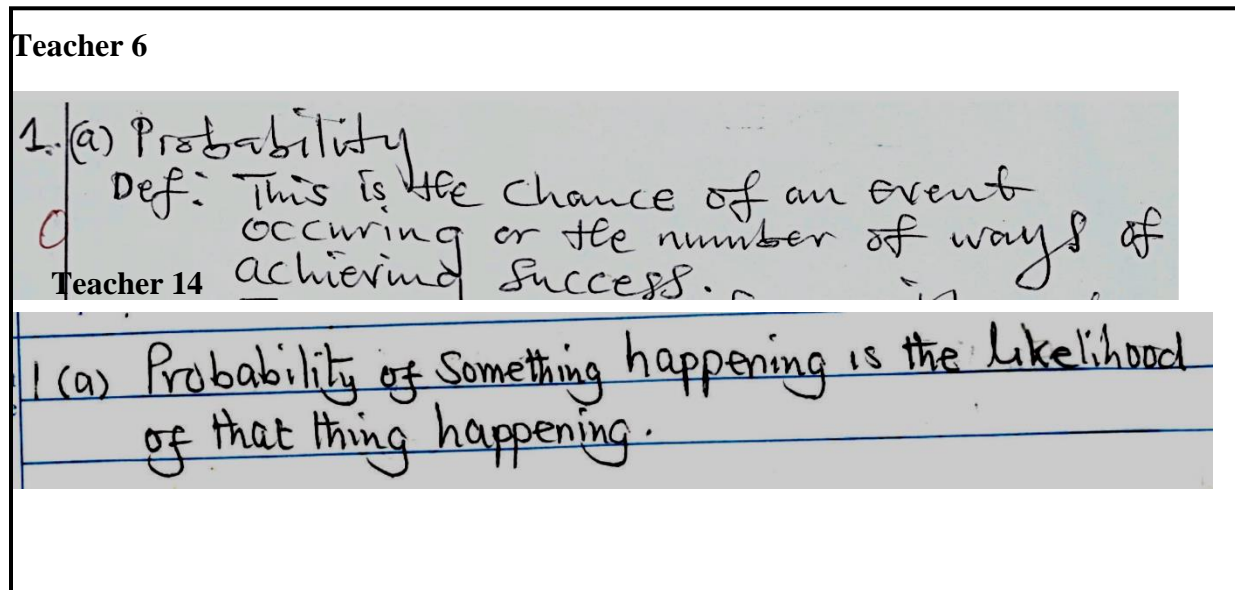 Teacher 6
1. (a) Probability
Def: This is the chance of an event
occuring or the number of ways of
achieving success.
Teacher 14
1 (a) Probability of Something happening is the likelihood
of that thing happening.